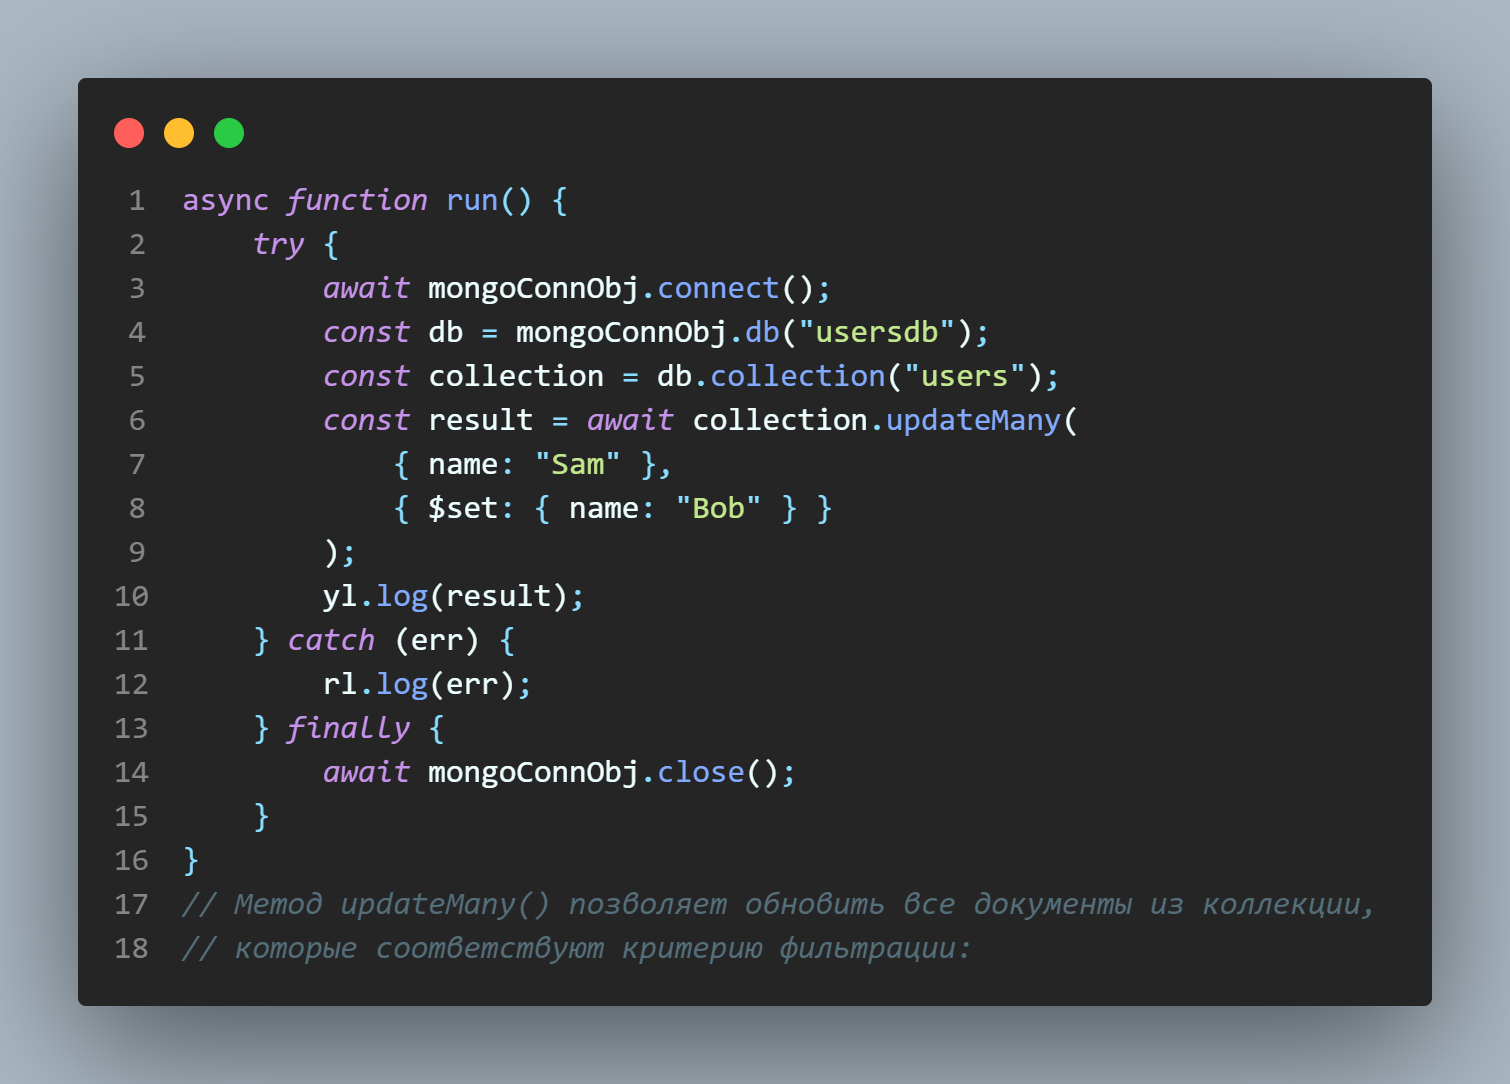 1 async function run() {
2 try {
3 await mongoConnObj.connect();
4 const db = mongoConnObj.db("usersdb");
5 const collection = db.collection("users");
6 const result = await collection.updateMany(
7 { name: "Sam" },
8 { $set: { name: "Bob" } }
9 );
10 yl.log(result);
11 } catch (err) {
12 rl.log(err);
13 } finally {
14 await mongoConnObj.close();
15 }
16 }
17 // Метод updateMany() позволяет обновить все документы из коллекции,
18 // которые соответствуют критерию фильтрации: